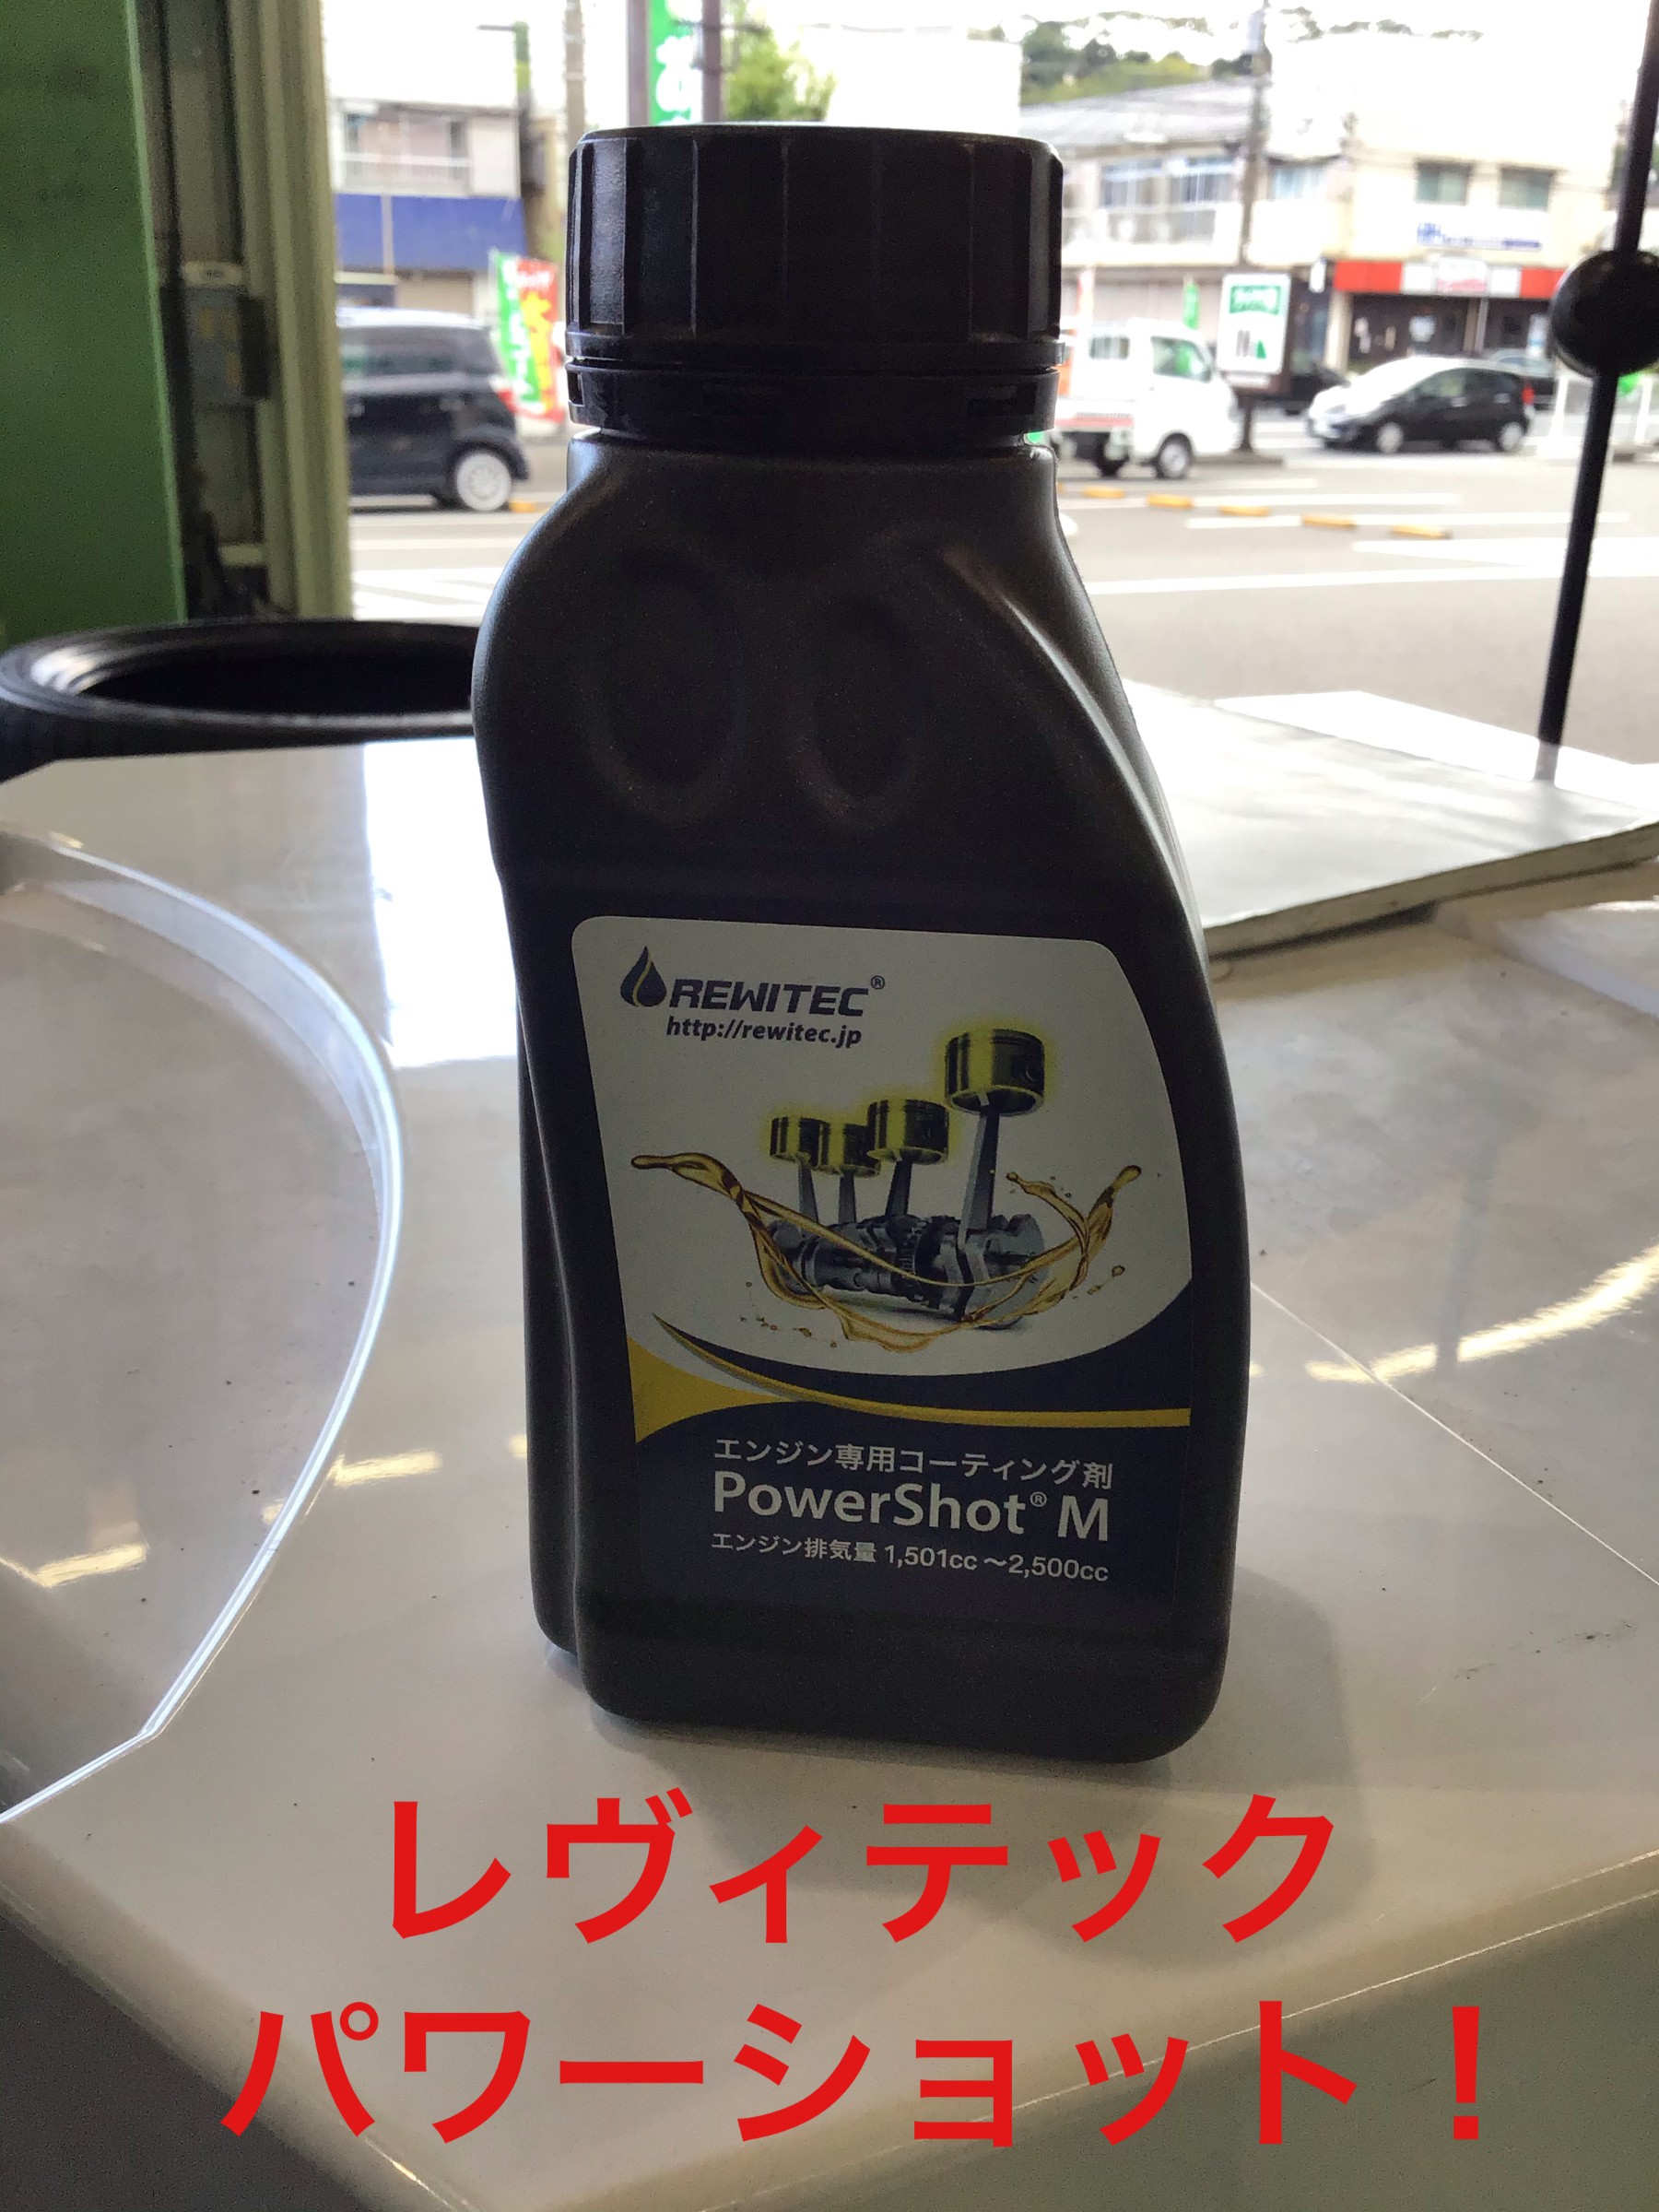 REWITEC®
http://rewitec.jp
エンジン専用コーティング剤
PowerShot® M
エンジン排気量 1,501cc ～2,500cc
レヴィテック
パワーショット！